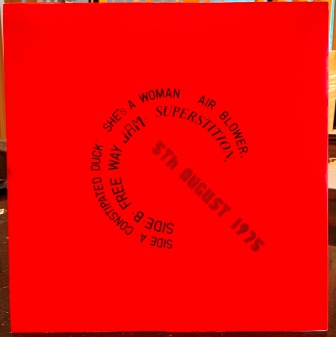 SIDE A CONSTIPATED DUCK SHE'S A WOMAN AIR BLOWER.
SIDE B FREE WAY JAM SUPERSTITION.
5TH AUGUST 1975